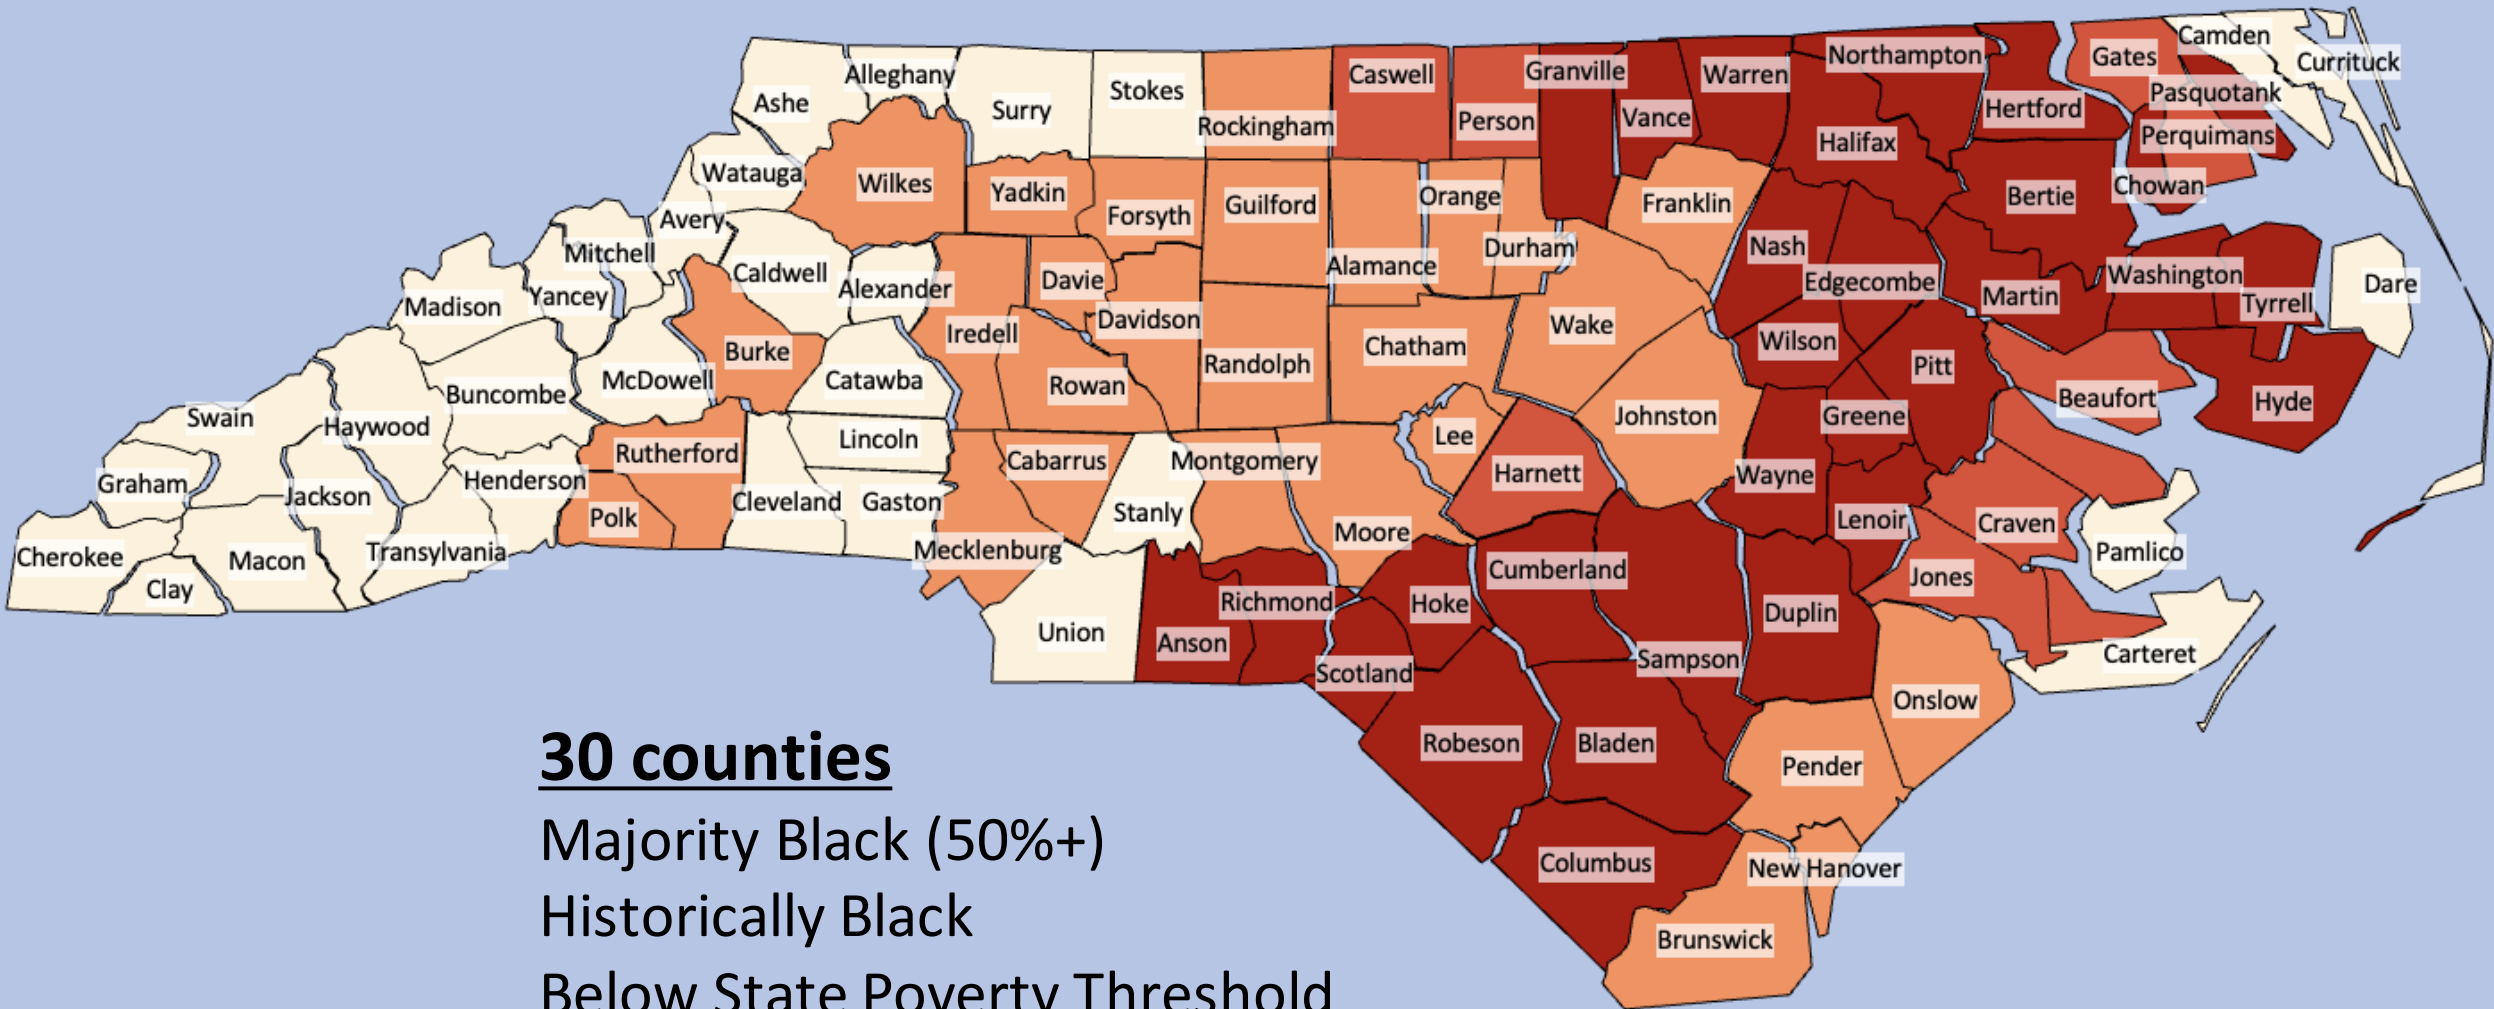 Camden
Currituck
Gates
Northampton
Alleghany
Ashe
Surry
Stokes
Rockingham
Caswell
Person
Granville
Vance
Warren
Halifax
Hertford
Pasquotank
Perquimans
Chowan
Bertie
Watauga
Wilkes
Yadkin
Forsyth
Guilford
Orange
Franklin
Avery
Mitchell
Durham
Alamance
Nash
Edgecombe
Martin
Washington
Tyrrell
Dare
Madison
Yancey
Caldwell
Alexander
Davie
Davidson
Iredell
Wake
Wilson
Pitt
Burke
McDowell
Catawba
Rowan
Randolph
Chatham
Buncombe
Swain
Haywood
Lincoln
Lee
Johnston
Greene
Beaufort
Hyde
Rutherford
Cabarrus
Montgomery
Harnett
Wayne
Graham
Jackson
Henderson
Cleveland
Gaston
Stanly
Polk
Moore
Lenoir
Craven
Cherokee
Clay
Macon
Transylvania
Mecklenburg
Pamlico
Jones
Cumberland
Richmond
Hoke
Duplin
Union
Anson
Scotland
Sampson
Carteret
Onslow
Robeson
Bladen
Pender
Columbus
New Hanover
Brunswick
30 counties
Majority Black (50%+)
Historically Black
Below State Poverty Threshold